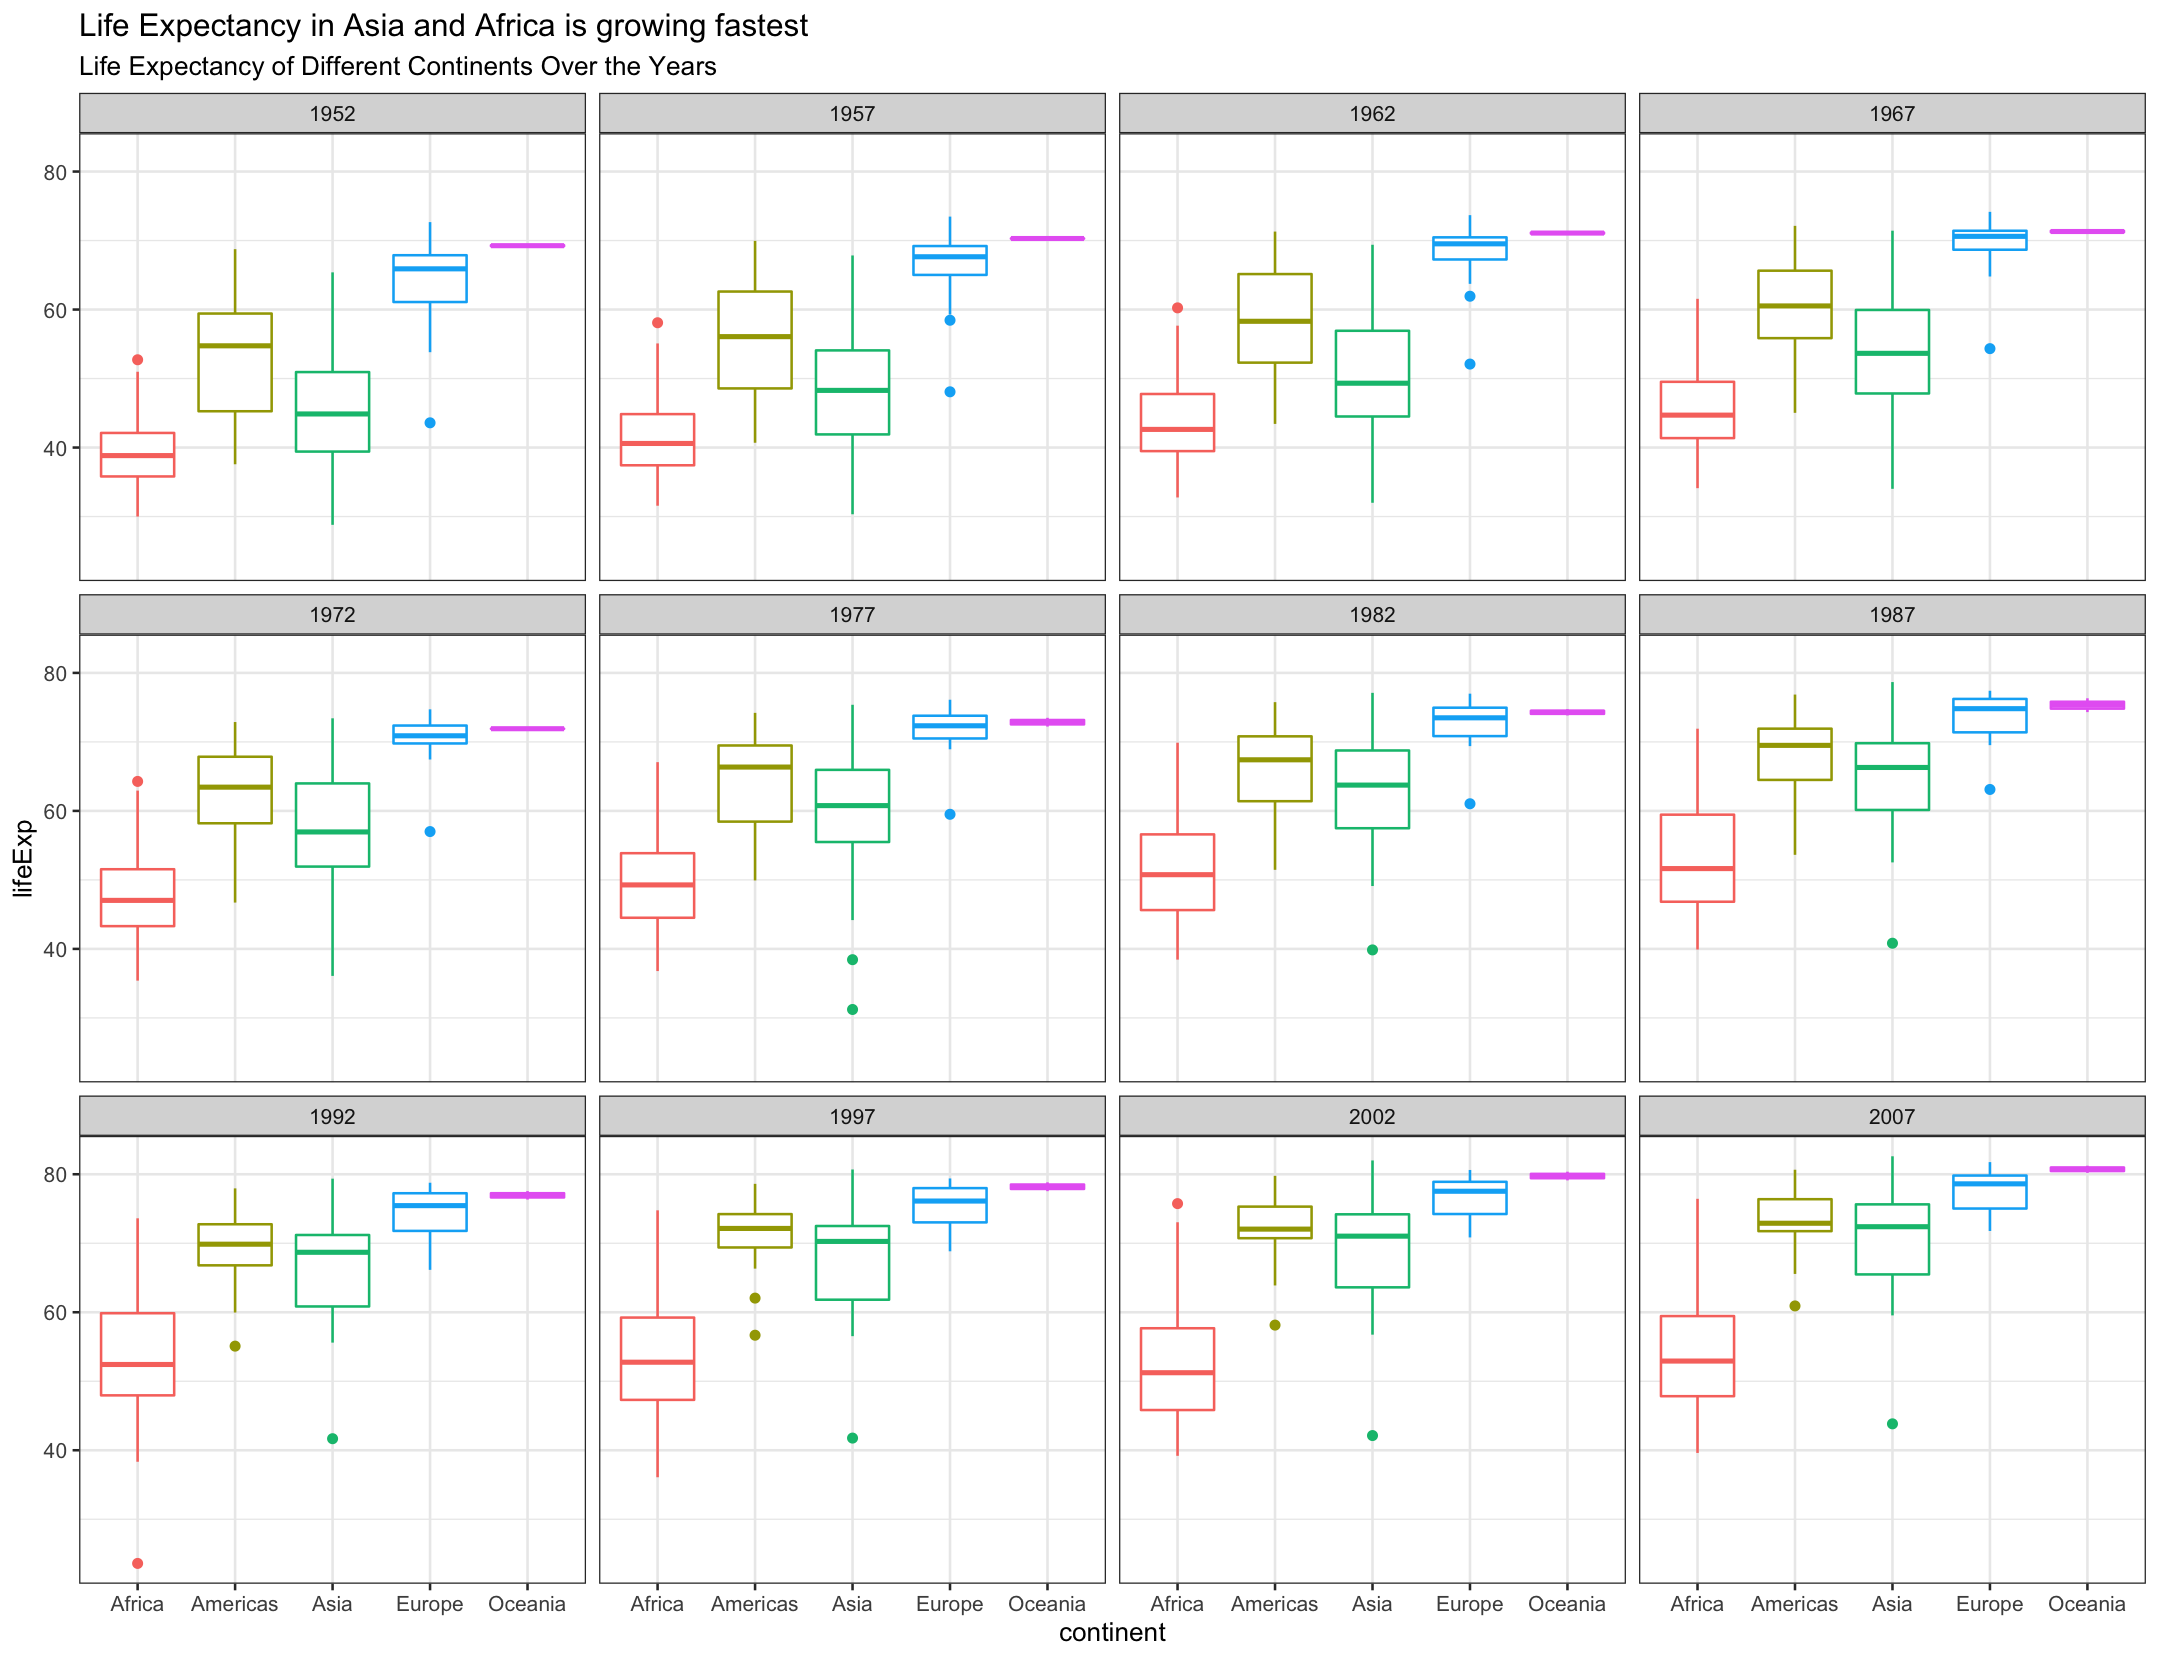 Life Expectancy in Asia and Africa is growing fastest
Life Expectancy of Different Continents Over the Years
1952 1957 1962 1967
80
60
40
1972 1977 1982 1987
80
60
40
lifeExp
1992 1997 2002 2007
80
60
40
Africa Americas Asia Europe Oceania Africa Americas Asia Europe Oceania Africa Americas Asia Europe Oceania Africa Americas Asia Europe Oceania
continent